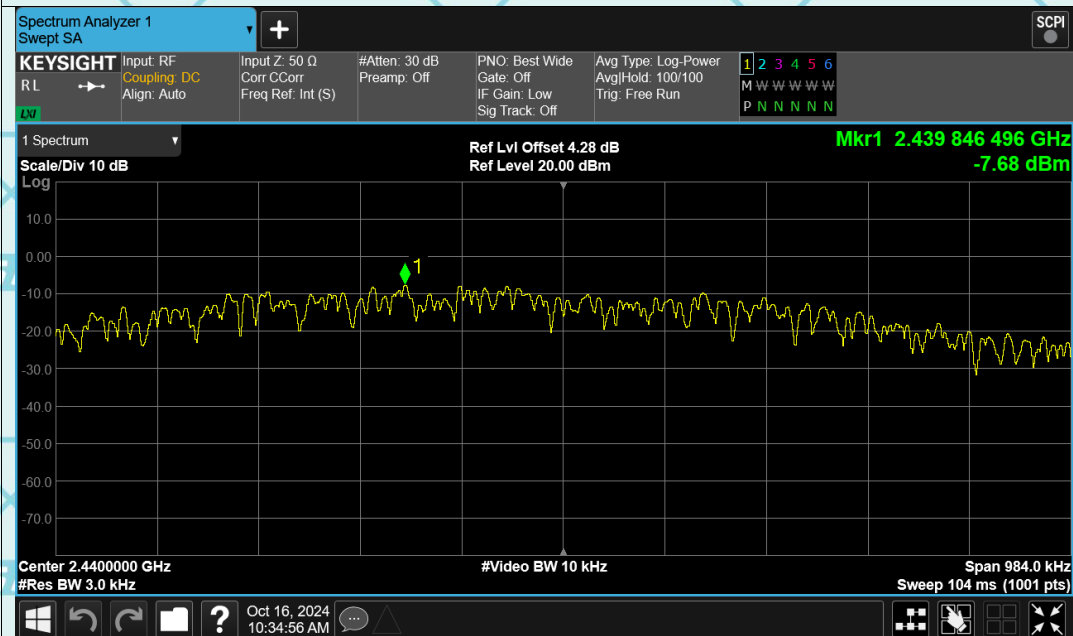 Spectrum Analyzer 1
Swept SA
SCPI
KEYSIGHT
R L
LXI
Input: RF
Coupling: DC
Align: Auto
Input Z: 50 Ω
Corr CCorr
Freq Ref: Int (S)
#Atten: 30 dB
Preamp: Off
PNO: Best Wide
Gate: Off
IF Gain: Low
Sig Track: Off
Avg Type: Log-Power
Avg|Hold: 100/100
Trig: Free Run
1 2 3 4 5 6
M W W W W W
P N N N N N
1 Spectrum
Scale/Div 10 dB
Ref Lvl Offset 4.28 dB
Ref Level 20.00 dBm
Mkr1 2.439 846 496 GHz
-7.68 dBm
Log
10.0
0.00
-10.0
-20.0
-30.0
-40.0
-50.0
-60.0
-70.0
1
Center 2.4400000 GHz
#Res BW 3.0 kHz
#Video BW 10 kHz
Span 984.0 kHz
Sweep 104 ms (1001 pts)
Oct 16, 2024
10:34:56 AM